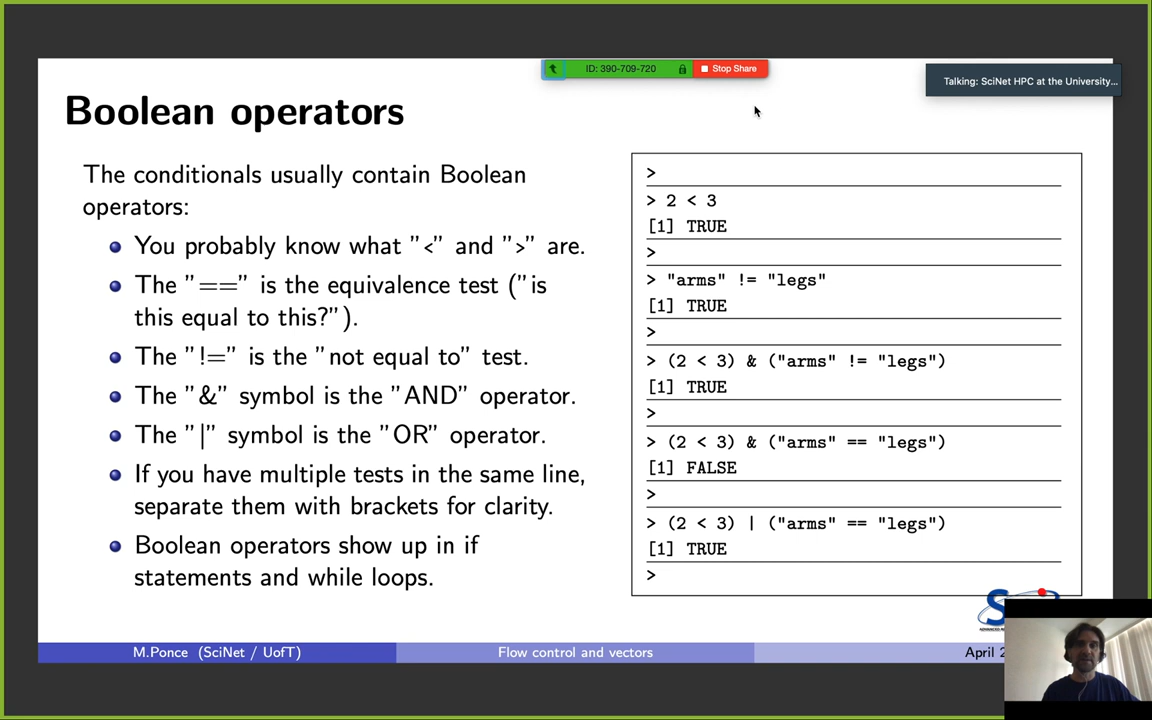 ID: 390-709-720
Stop Share
Talking: SciNet HPC at the University...
Boolean operators
The conditionals usually contain Boolean
operators:
You probably know what "<" and ">" are.
The "==" is the equivalence test ("is
this equal to this?").
The "!=" is the "not equal to" test.
The "&" symbol is the "AND" operator.
The "|" symbol is the "OR" operator.
If you have multiple tests in the same line,
separate them with brackets for clarity.
Boolean operators show up in if
statements and while loops.
>
> 2 < 3
[1] TRUE
>
> "arms" != "legs"
[1] TRUE
>
> (2 < 3) & ("arms" != "legs")
[1] TRUE
>
> (2 < 3) & ("arms" == "legs")
[1] FALSE
>
> (2 < 3) | ("arms" == "legs")
[1] TRUE
>
M.Ponce (SciNet / UofT)
Flow control and vectors
April 2